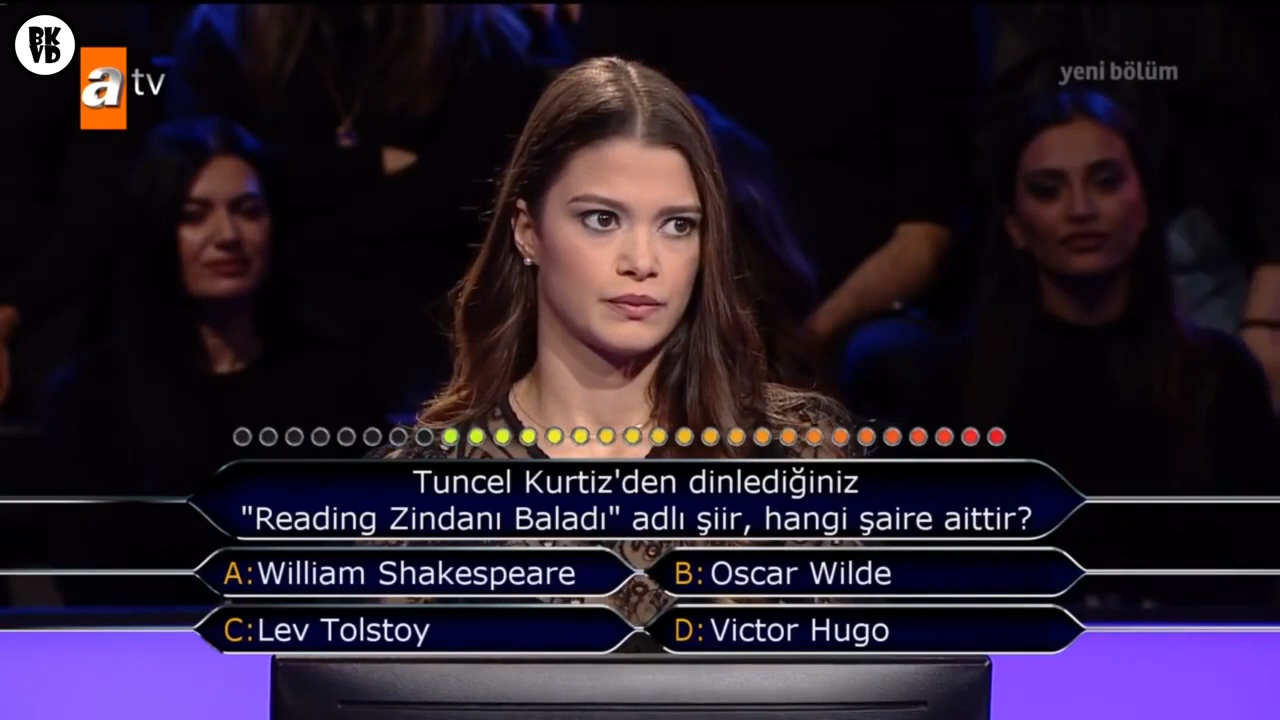 BK
VD
a tv
yeni bölüm
Tuncel Kurtiz'den dinlediğiniz
"Reading Zindanı Baladı" adlı şiir, hangi şaire aittir?
A: William Shakespeare
B: Oscar Wilde
C: Lev Tolstoy
D: Victor Hugo